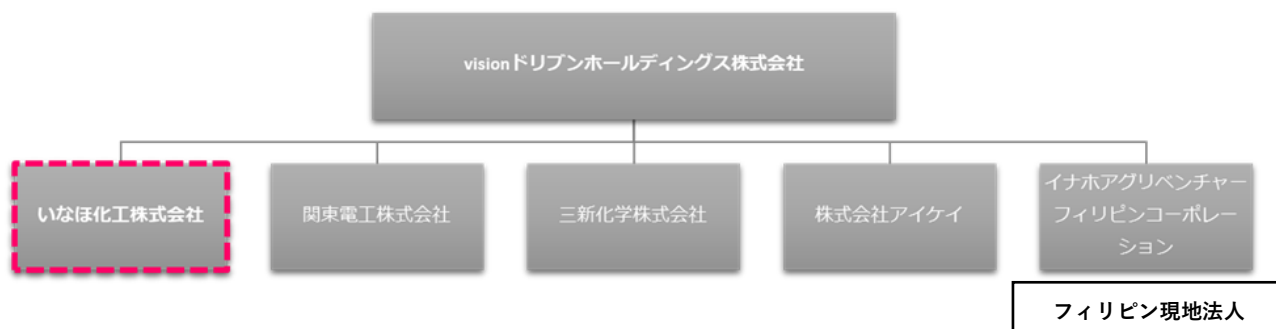 visionドリブンホールディングス株式会社
いなほ化工株式会社
関東電工株式会社
三新化学株式会社
株式会社アイケイ
イナホアグリベンチャー
フィリピンコーポレー
ション
フィリピン現地法人